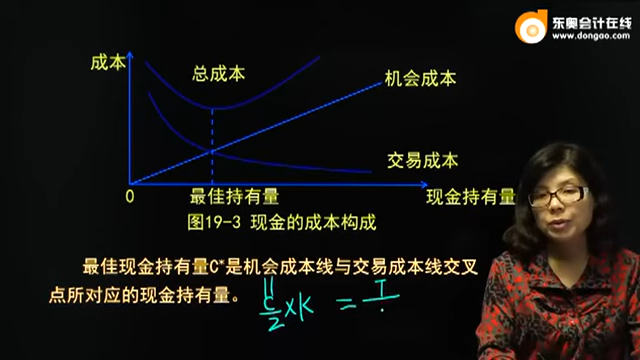 东奥会计在线
www.dongao.com
成本
总成本
机会成本
交易成本
0
最佳持有量
现金持有量
图19-3 现金的成本构成
最佳现金持有量C*是机会成本线与交易成本线交叉
点所对应的现金持有量。
C/2×K = T/